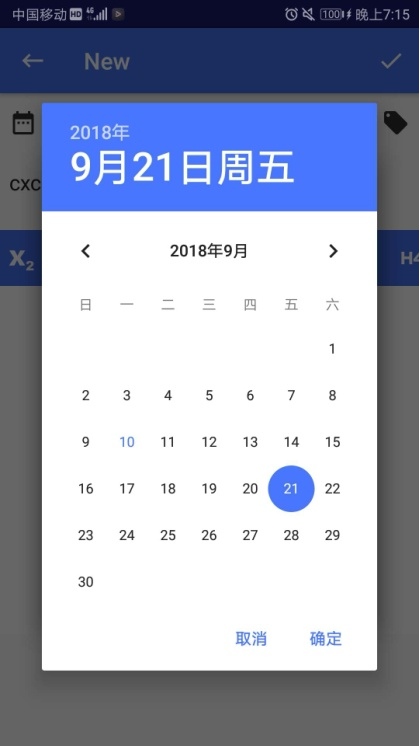 中国移动 HD 4G 100 晚上7:15
New
2018年
9月21日周五
CXC
X2 H4
2018年9月
日 一 二 三 四 五 六
1
2 3 4 5 6 7 8
9 10 11 12 13 14 15
16 17 18 19 20 21 22
23 24 25 26 27 28 29
30
取消 确定